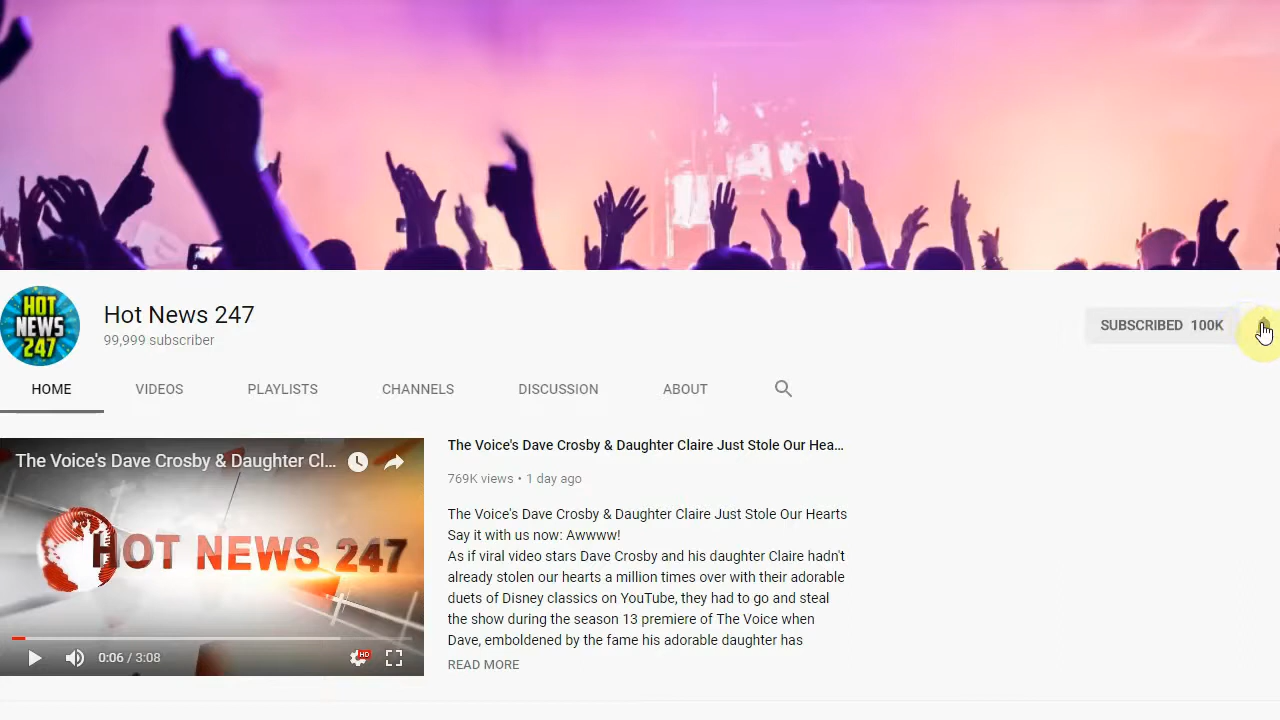 HOT
NEWS
247
Hot News 247
99,999 subscriber
SUBSCRIBED 100K
HOME VIDEOS PLAYLISTS CHANNELS DISCUSSION ABOUT
The Voice's Dave Crosby & Daughter Cl...
HOT NEWS 247
0:06 / 3:08
HD
The Voice's Dave Crosby & Daughter Claire Just Stole Our Hea...
769K views • 1 day ago
The Voice's Dave Crosby & Daughter Claire Just Stole Our Hearts
Say it with us now: Awwww!
As if viral video stars Dave Crosby and his daughter Claire hadn't
already stolen our hearts a million times over with their adorable
duets of Disney classics on YouTube, they had to go and steal
the show during the season 13 premiere of The Voice when
Dave, emboldened by the fame his adorable daughter has
READ MORE